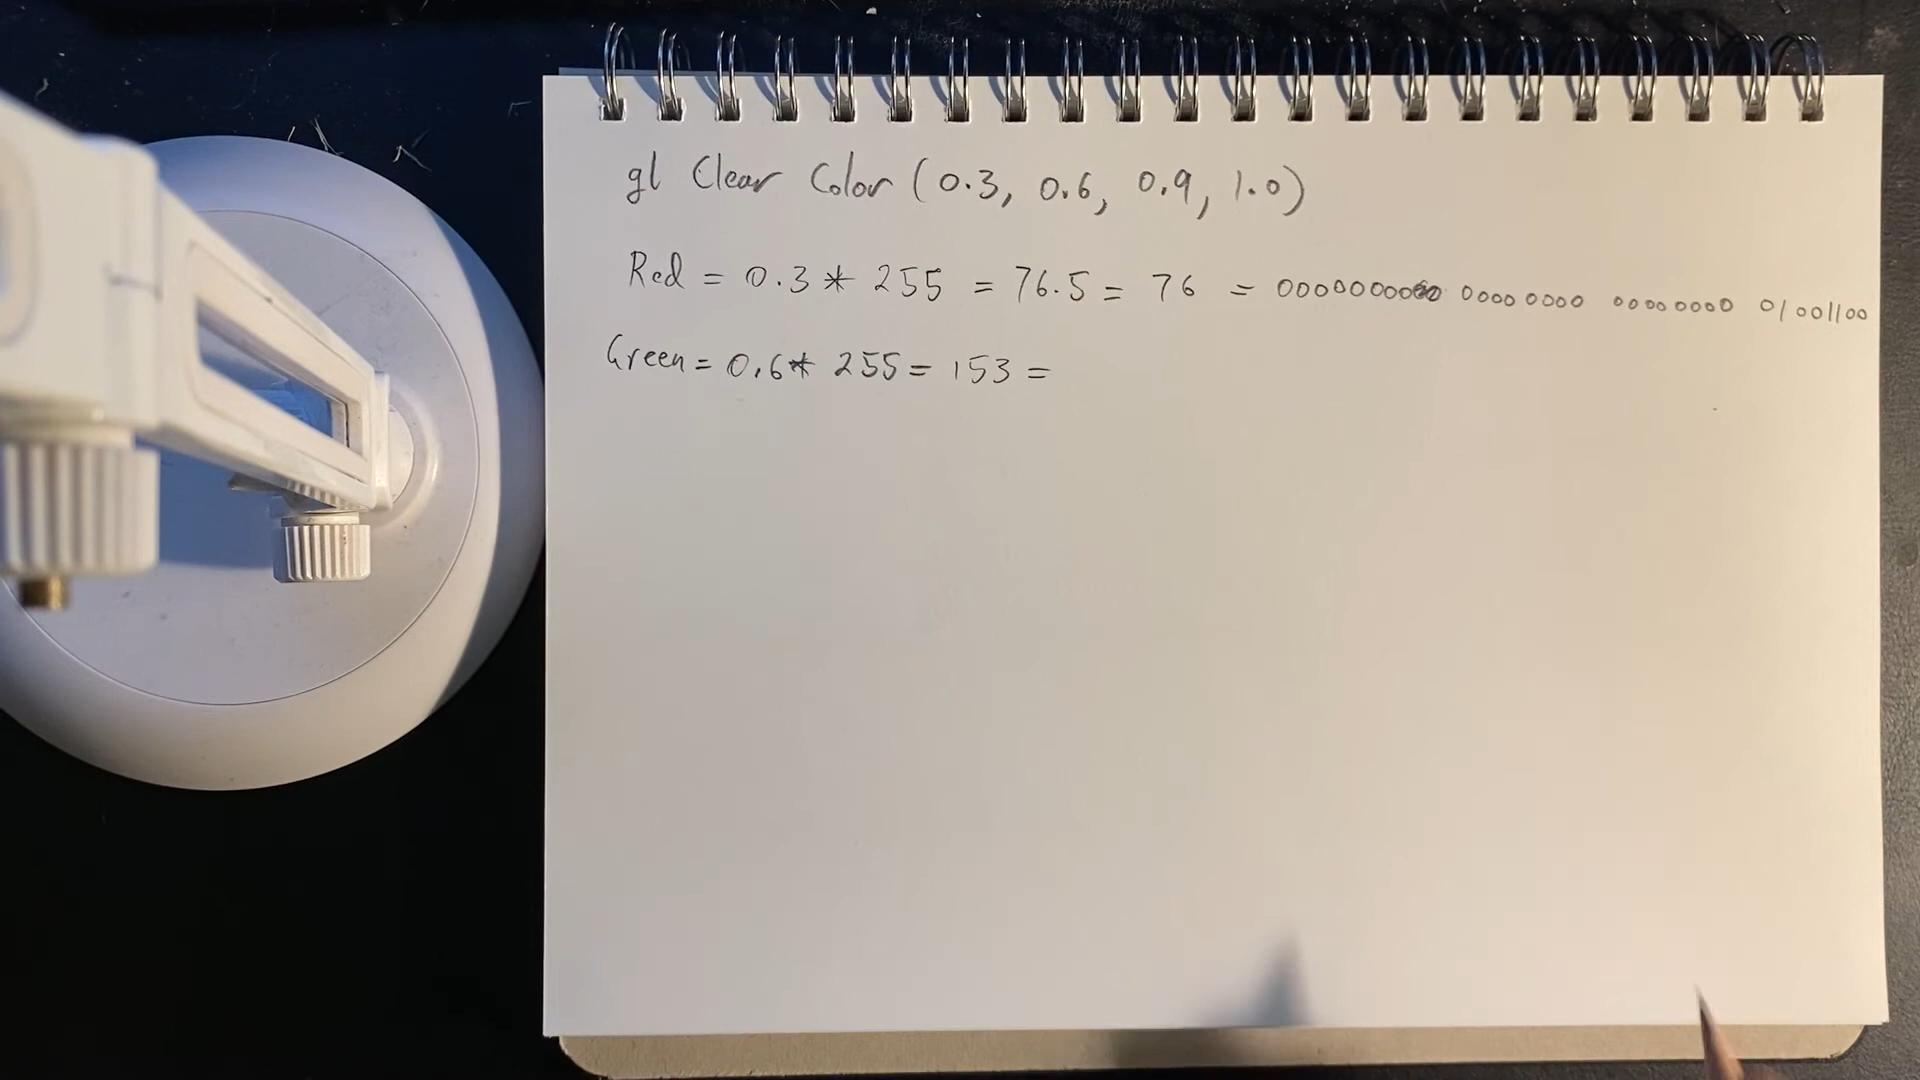 gl Clear Color (0.3, 0.6, 0.9, 1.0)
Red = 0.3 * 255 = 76.5 = 76 = 00000000 00000000 00000000 01001100
Green = 0.6 * 255 = 153 =